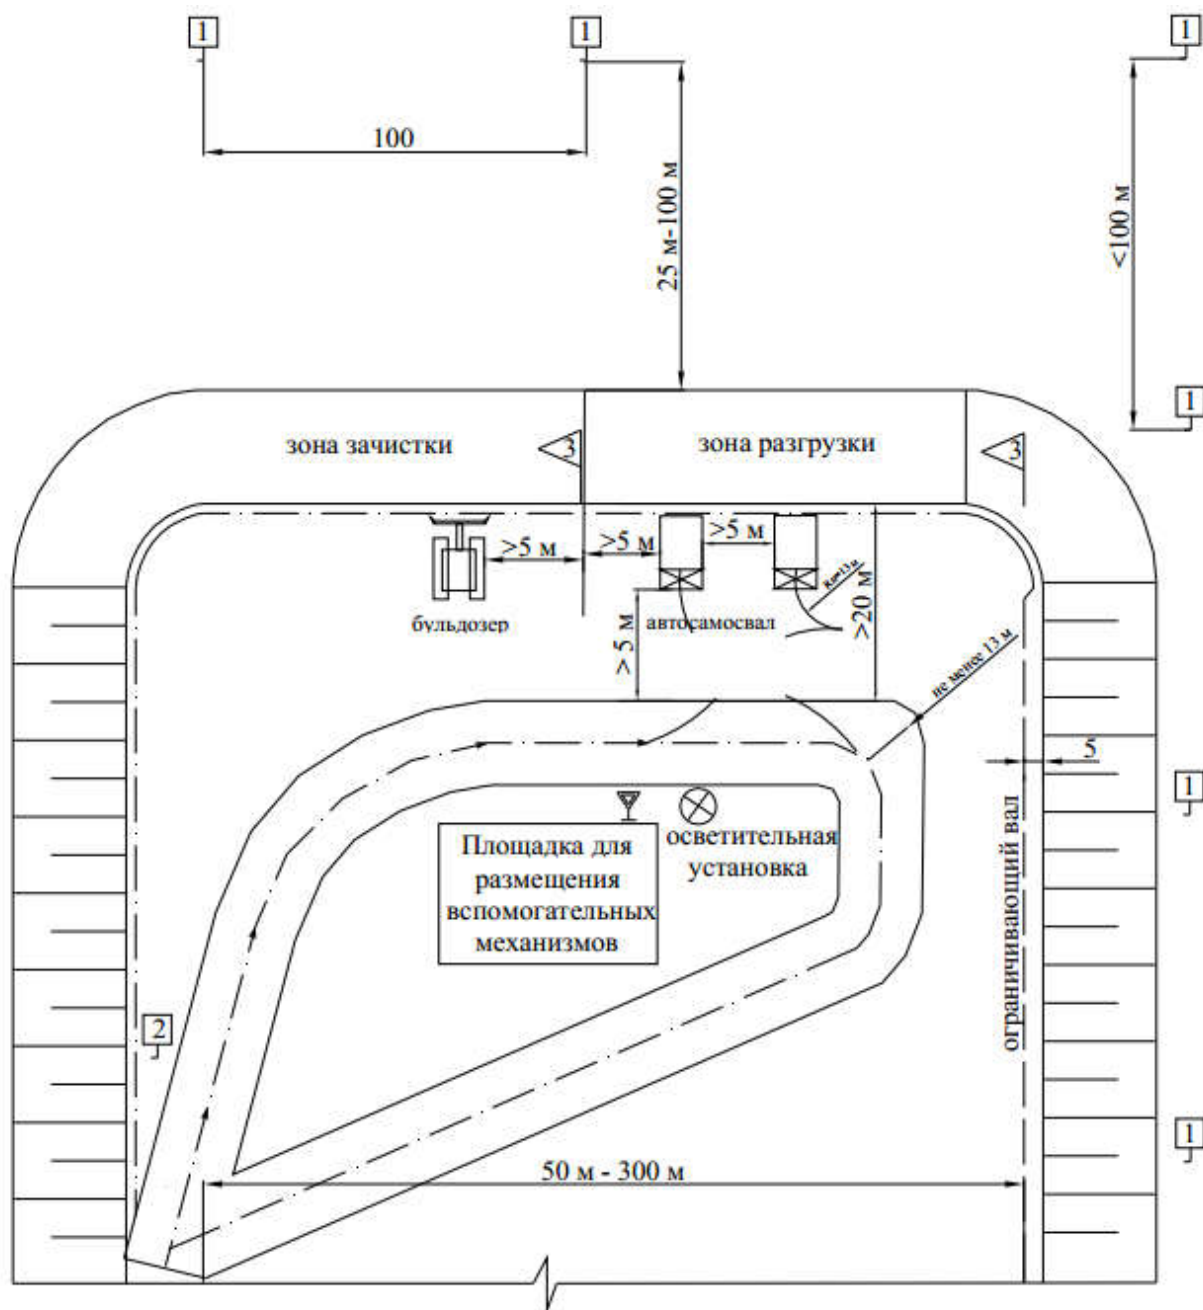 1
1
1
100
25 м-100 м
<100 м
1
зона зачистки
3
зона разгрузки
3
>5 м
>5 м
>5 м
Rп=13 м
>20 м
бульдозер
автосамосвал
> 5 м
не менее 13 м
5
1
Площадка для
размещения
вспомогательных
механизмов
осветительная
установка
ограничивающий вал
2
1
50 м - 300 м